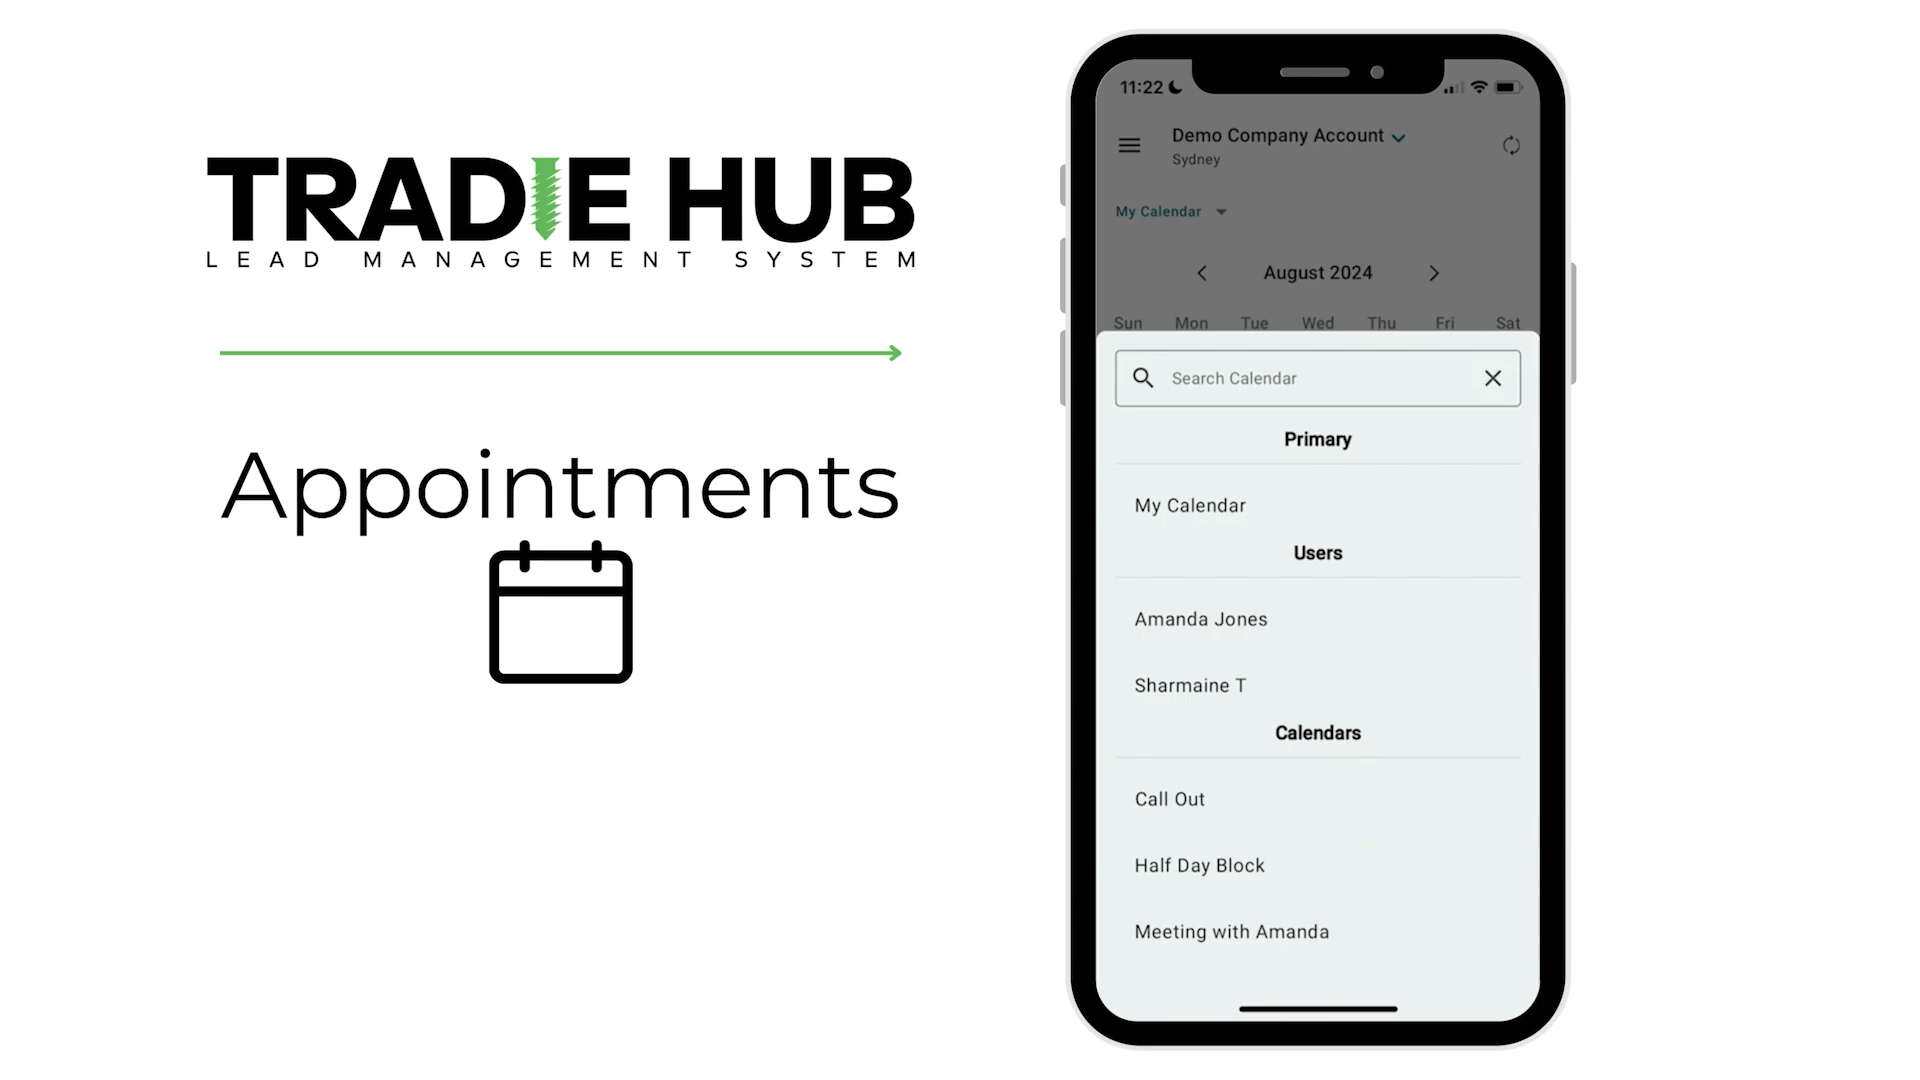 TRADIE HUB
LEAD MANAGEMENT SYSTEM
Appointments
11:22
Demo Company Account
Sydney
My Calendar
August 2024
Sun Mon Tue Wed Thu Fri Sat
Search Calendar
Primary
My Calendar
Users
Amanda Jones
Sharmaine T
Calendars
Call Out
Half Day Block
Meeting with Amanda